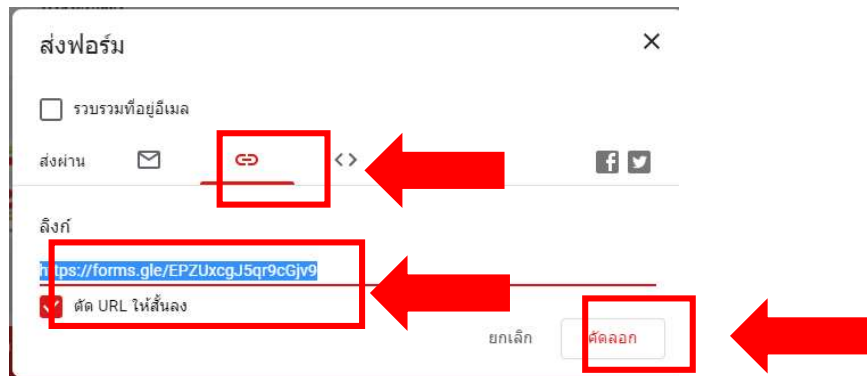 ส่งฟอร์ม
รวบรวมที่อยู่อีเมล
ส่งผ่าน
ลิงก์
https://forms.gle/EPZUxcgJ5qr9cGjv9
ตัด URL ให้สั้นลง
ยกเลิก คัดลอก